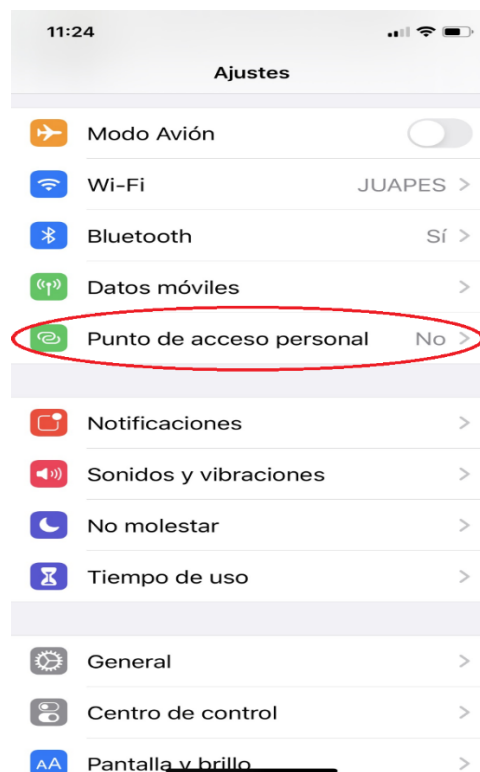 11:24
Ajustes
Modo Avión
Wi-Fi JUAPES >
Bluetooth Sí >
Datos móviles >
Punto de acceso personal No >
Notificaciones >
Sonidos y vibraciones >
No molestar >
Tiempo de uso >
General >
Centro de control >
AA Pantalla y brillo >